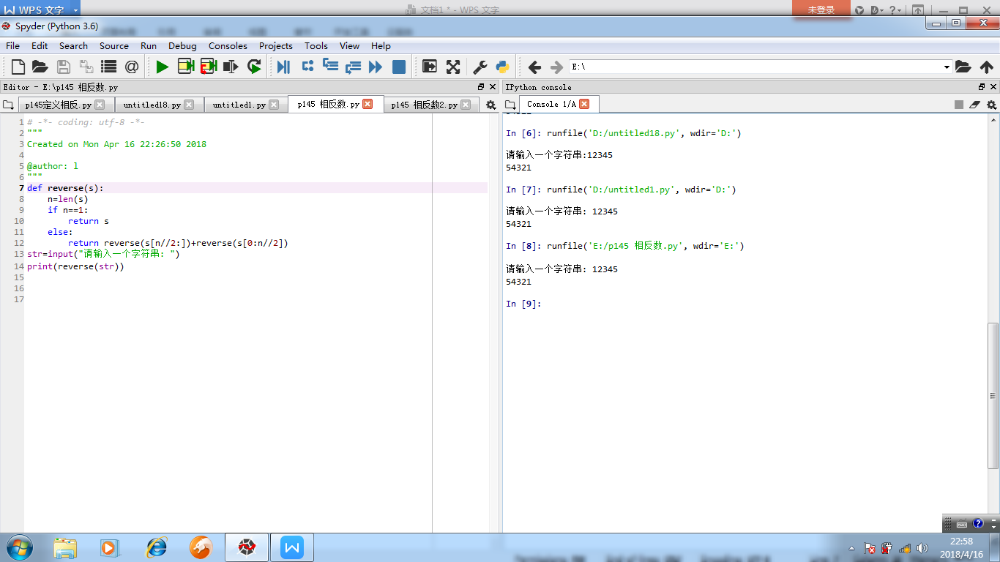 WPS 文字
文档1 * - WPS 文字
未登录
Spyder (Python 3.6)
File Edit Search Source Run Debug Consoles Projects Tools View Help
E:\
Editor - E:\p145 相反数.py
IPython console
p145定义相反.py untitled18.py untitled1.py p145 相反数.py p145 相反数2.py
Console 1/A
1 # -*- coding: utf-8 -*-
2 """
3 Created on Mon Apr 16 22:26:50 2018
4
5 @author: l
6 """
7 def reverse(s):
8     n=len(s)
9     if n==1:
10         return s
11     else:
12         return reverse(s[n//2:])+reverse(s[0:n//2])
13 str=input("请输入一个字符串: ")
14 print(reverse(str))
15
16
17
In [6]: runfile('D:/untitled18.py', wdir='D:')
请输入一个字符串:12345
54321
In [7]: runfile('D:/untitled1.py', wdir='D:')
请输入一个字符串: 12345
54321
In [8]: runfile('E:/p145 相反数.py', wdir='E:')
请输入一个字符串: 12345
54321
In [9]:
22:58
2018/4/16